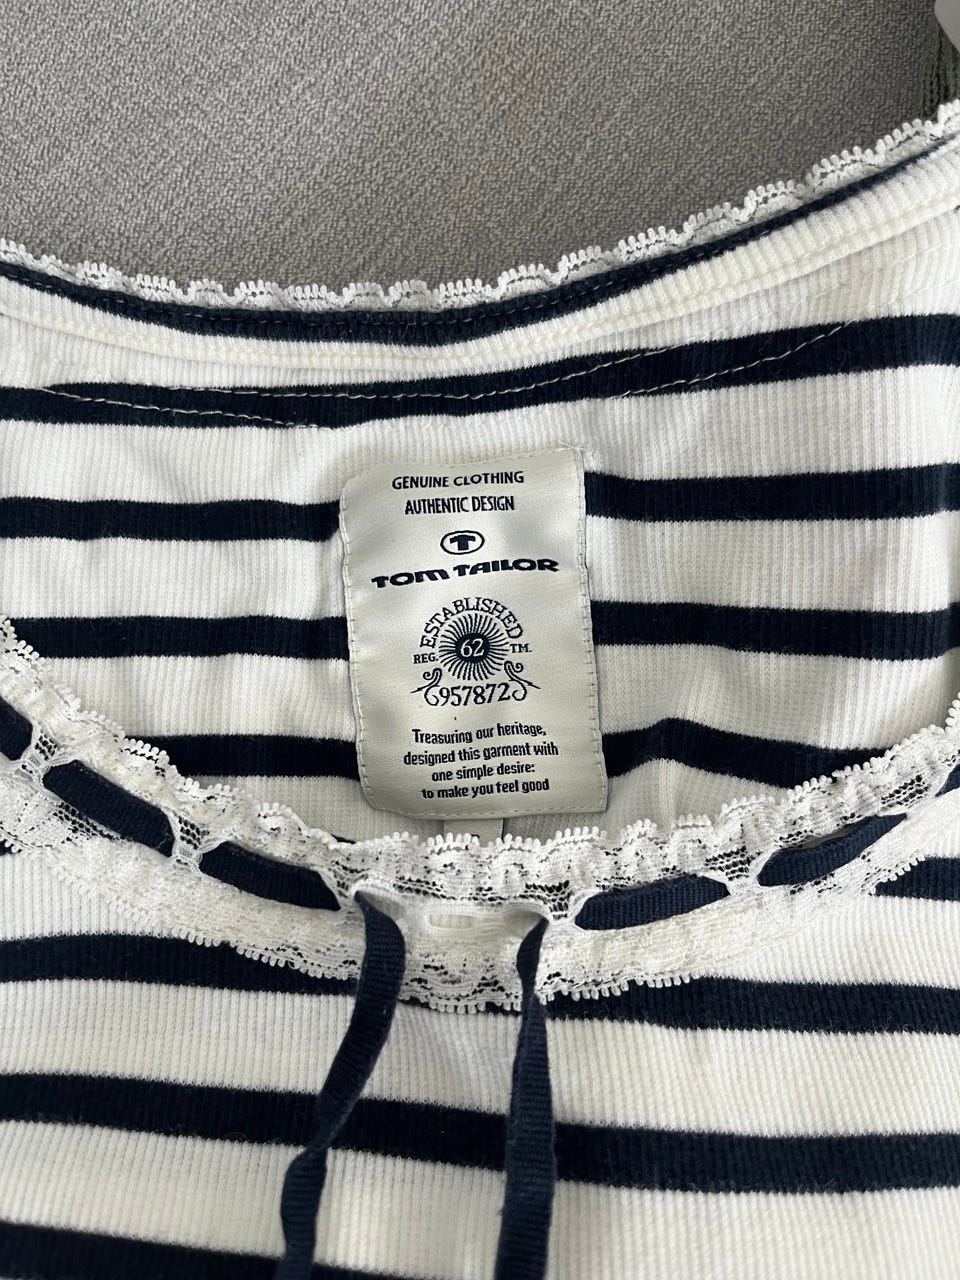 GENUINE CLOTHING
AUTHENTIC DESIGN
T
TOM TAILOR
ESTABLISHED
REG. 62 TM.
957872
Treasuring our heritage,
designed this garment with
one simple desire:
to make you feel good